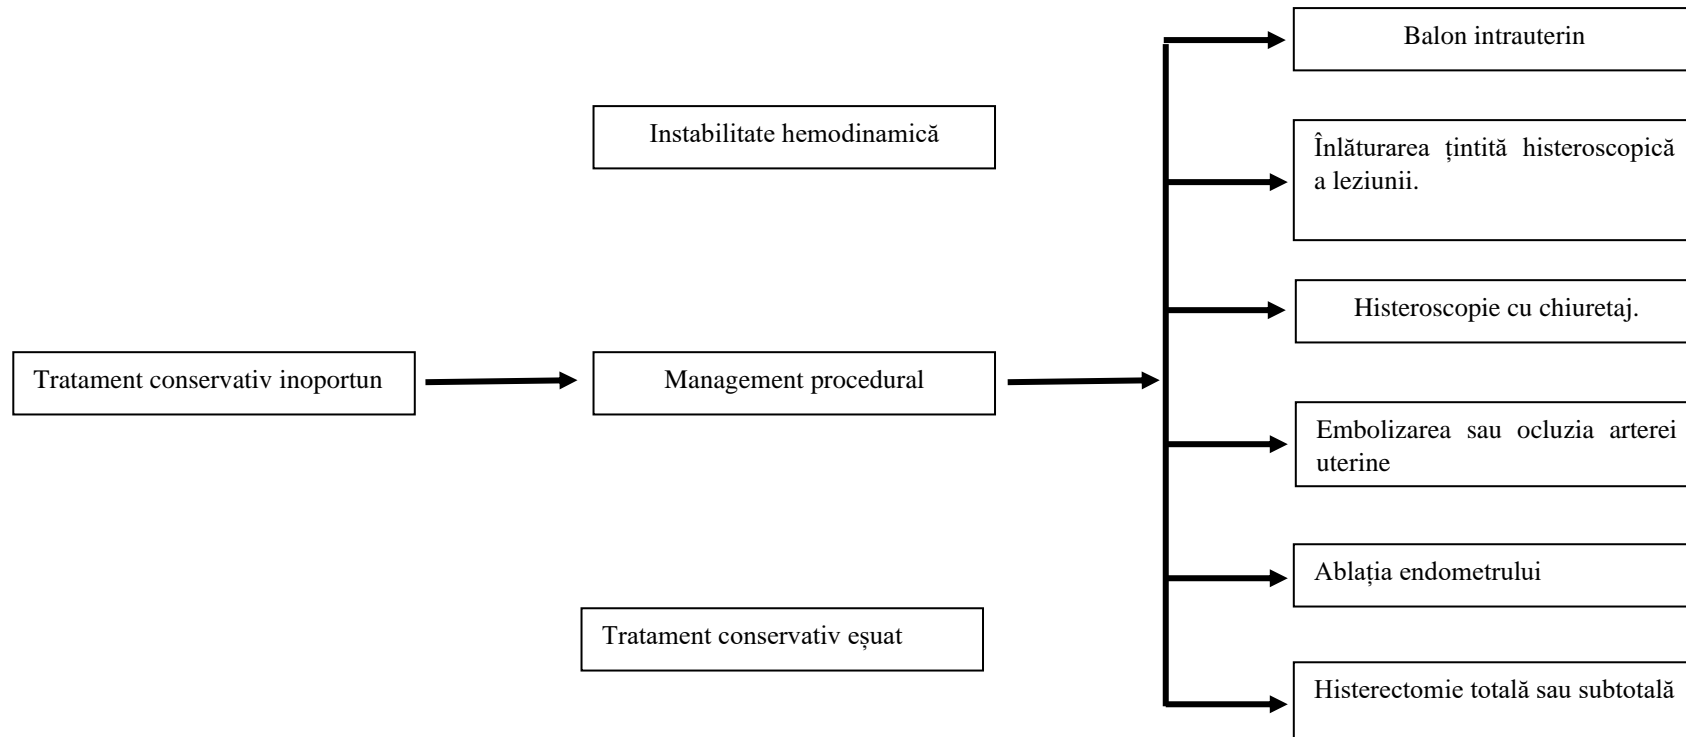 Balon intrauterin
Instabilitate hemodinamică
Înlăturarea țintită histeroscopică
a leziunii.
Histeroscopie cu chiuretaj.
Tratament conservativ inoportun
Management procedural
Embolizarea sau ocluzia arterei
uterine
Ablația endometrului
Tratament conservativ eșuat
Histerectomie totală sau subtotală